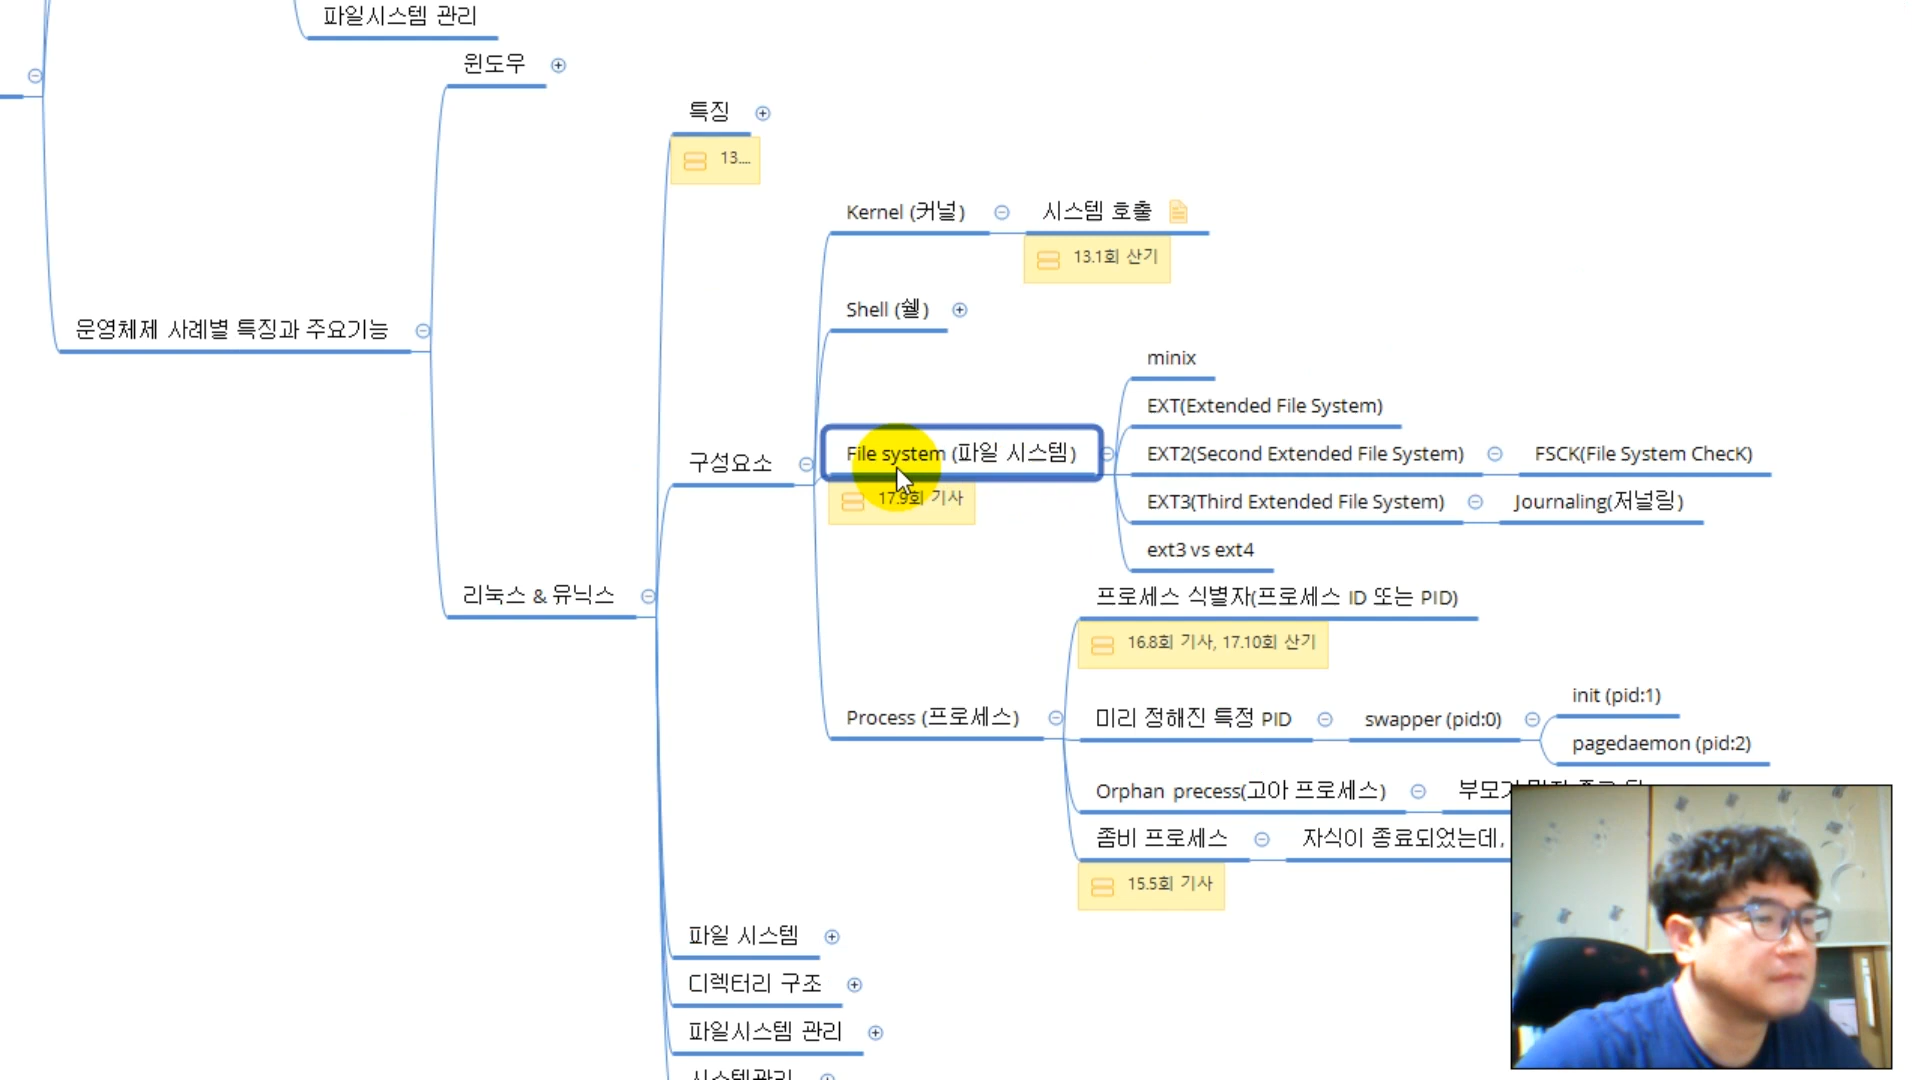 파일시스템 관리
윈도우
특징
13....
Kernel (커널)
시스템 호출
13.1회 산기
Shell (쉘)
minix
EXT(Extended File System)
운영체제 사례별 특징과 주요기능
구성요소
File system (파일 시스템)
17.9회 기사
EXT2(Second Extended File System)
FSCK(File System ChecK)
EXT3(Third Extended File System)
Journaling(저널링)
ext3 vs ext4
리눅스 & 유닉스
프로세스 식별자(프로세스 ID 또는 PID)
16.8회 기사, 17.10회 산기
Process (프로세스)
미리 정해진 특정 PID
swapper (pid:0)
init (pid:1)
pagedaemon (pid:2)
Orphan precess(고아 프로세스)
좀비 프로세스
자식이 종료되었는데,
15.5회 기사
파일 시스템
디렉터리 구조
파일시스템 관리
시스템관리